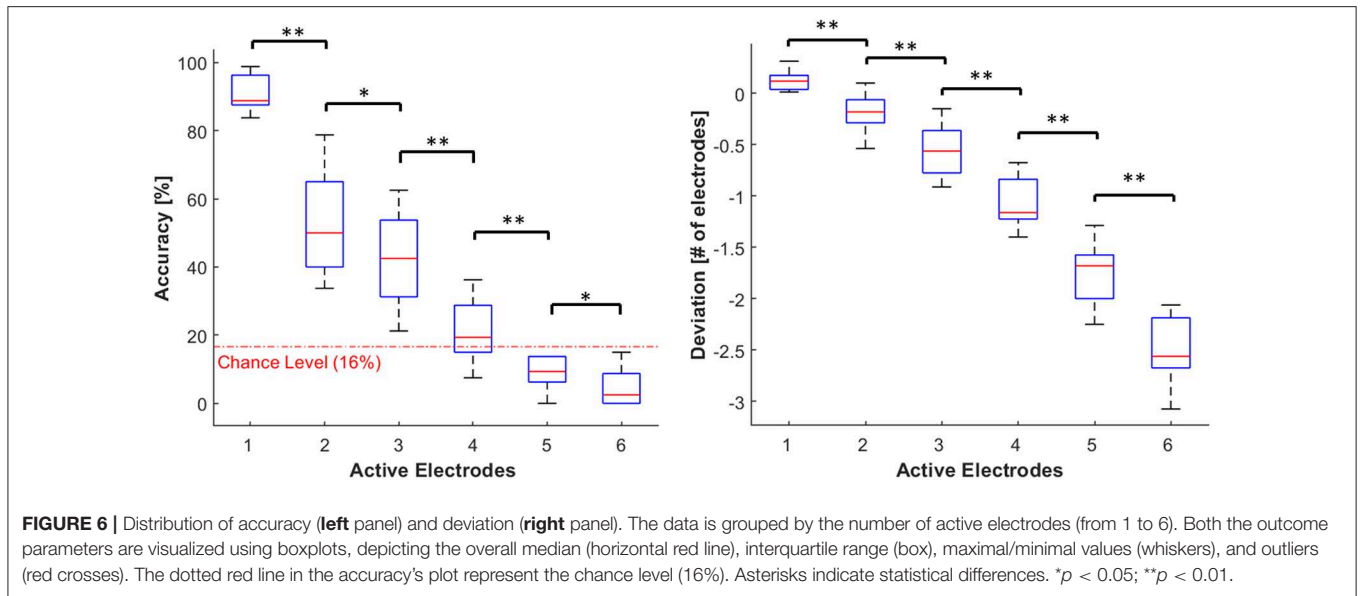 **
*
**
**
*
100
80
60
40
20
0
Accuracy [%]
Chance Level (16%)
1 2 3 4 5 6
Active Electrodes
**
**
**
**
**
0
-0.5
-1
-1.5
-2
-2.5
-3
Deviation [# of electrodes]
1 2 3 4 5 6
Active Electrodes
FIGURE 6 | Distribution of accuracy (left panel) and deviation (right panel). The data is grouped by the number of active electrodes (from 1 to 6). Both the outcome
parameters are visualized using boxplots, depicting the overall median (horizontal red line), interquartile range (box), maximal/minimal values (whiskers), and outliers
(red crosses). The dotted red line in the accuracy's plot represent the chance level (16%). Asterisks indicate statistical differences. *p < 0.05; **p < 0.01.